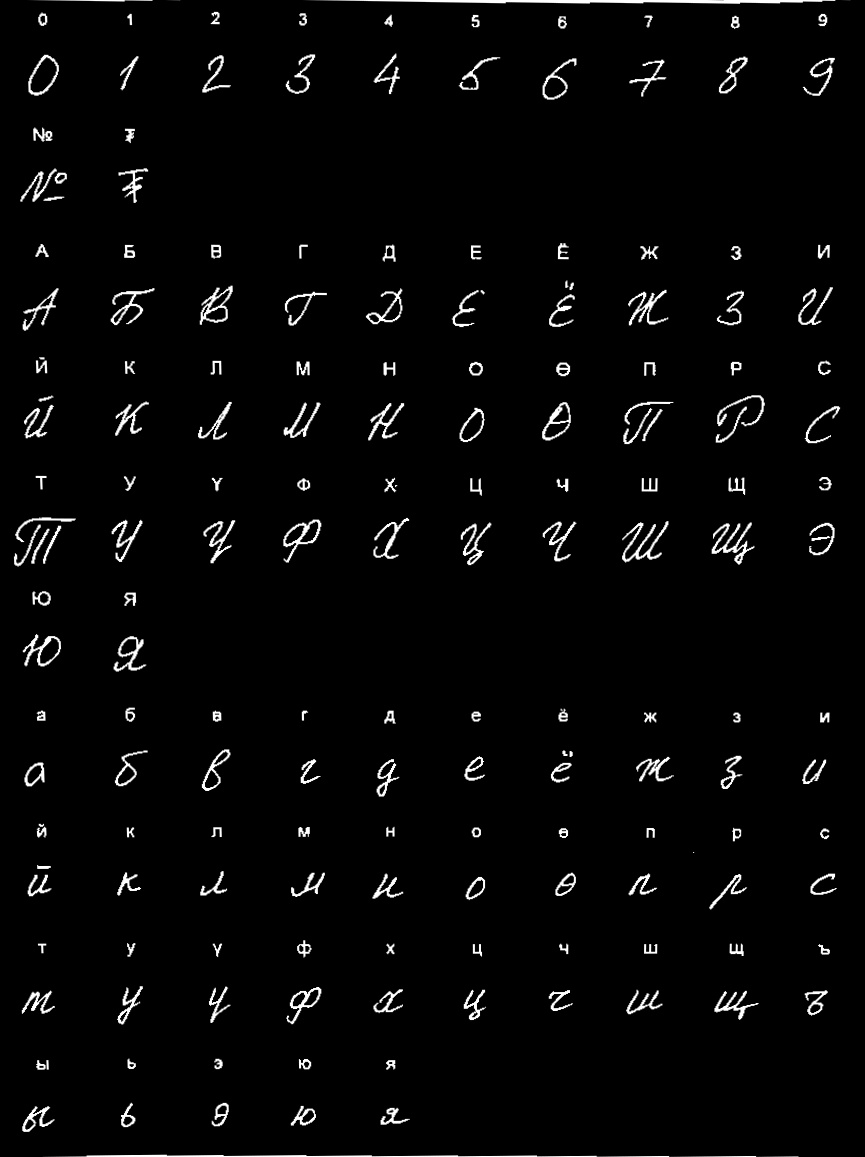 0 1 2 3 4 5 6 7 8 9
0 1 2 3 4 5 6 7 8 9
№ ₮
№ ₮
А Б В Г Д Е Ё Ж З И
А Б В Г Д Е Ё Ж З И
Й К Л М Н О Ө П Р С
Й К Л М Н О Ө П Р С
Т У Ү Ф Х Ц Ч Ш Щ Э
Т У Ү Ф Х Ц Ч Ш Щ Э
Ю Я
Ю Я
а б в г д е ё ж з и
а б в г д е ё ж з и
й к л м н о ө п р с
й к л м н о ө п р с
т у ү ф х ц ч ш щ ъ
т у ү ф х ц ч ш щ ъ
ы ь э ю я
ы ь э ю я